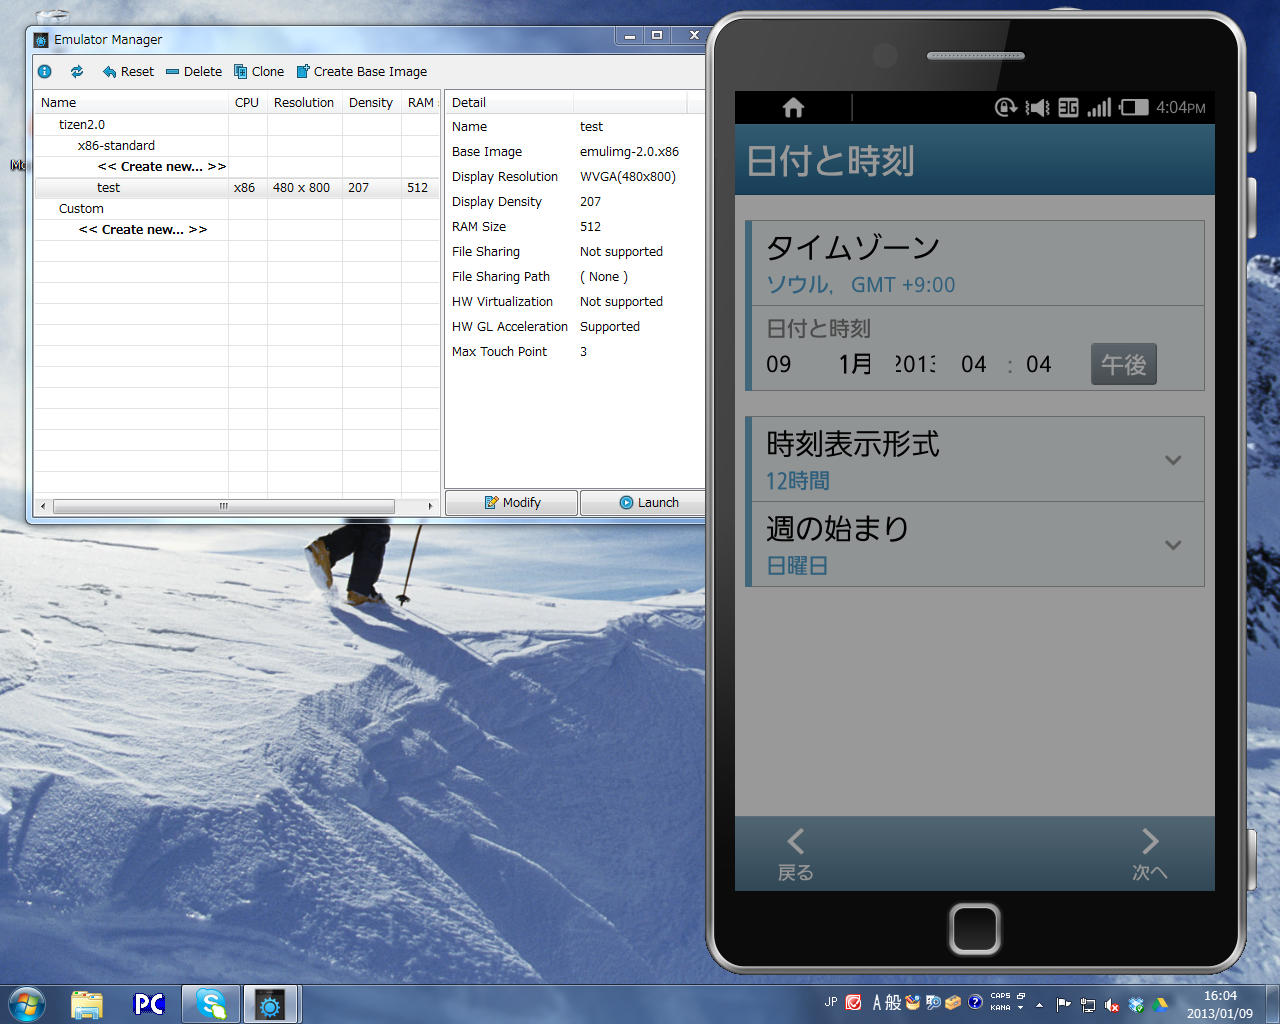 Emulator Manager
Reset Delete Clone Create Base Image
Name CPU Resolution Density RAM
tizen2.0
x86-standard
<< Create new... >>
test x86 480 x 800 207 512
Custom
<< Create new... >>
Detail
Name test
Base Image emulimg-2.0.x86
Display Resolution WVGA(480x800)
Display Density 207
RAM Size 512
File Sharing Not supported
File Sharing Path ( None )
HW Virtualization Not supported
HW GL Acceleration Supported
Max Touch Point 3
Modify Launch
3G 4:04PM
日付と時刻
タイムゾーン
ソウル, GMT +9:00
日付と時刻
09 1月 2013 04 : 04 午後
時刻表示形式
12時間
週の始まり
日曜日
戻る 次へ
PC
JP A 般 CAPS KANA
16:04
2013/01/09